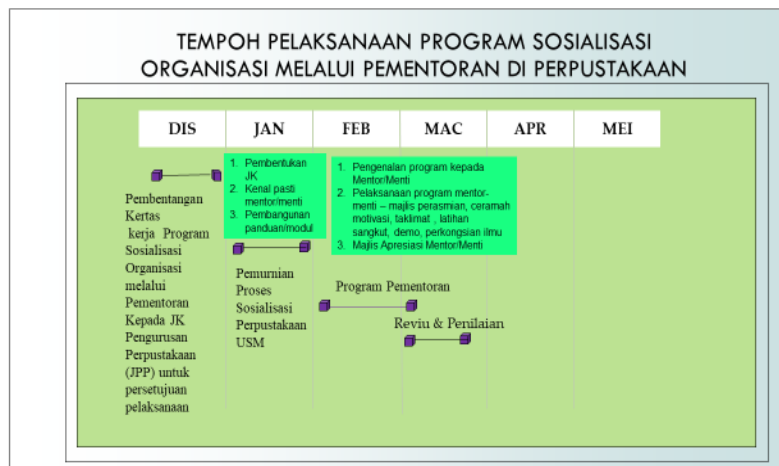 TEMPOH PELAKSANAAN PROGRAM SOSIALISASI
ORGANISASI MELALUI PEMENTORAN DI PERPUSTAKAAN
DIS
JAN
FEB
MAC
APR
MEI
Pembentangan
Kertas
kerja Program
Sosialisasi
Organisasi
melalui
Pementoran
Kepada JK
Pengurusan
Perpustakaan
(JPP) untuk
persetujuan
pelaksanaan
1. Pembentukan
JK
2. Kenal pasti
mentor/menti
3. Pembangunan
panduan/modul
Pemurnian
Proses
Sosialisasi
Perpustakaan
USM
1. Pengenalan program kepada
Mentor/Menti
2. Pelaksanaan program mentor-
menti – majlis perasmian, ceramah
motivasi, taklimat , latihan
sangkut, demo, perkongsian ilmu
3. Majlis Apresiasi Mentor/Menti
Program Pementoran
Reviu & Penilaian